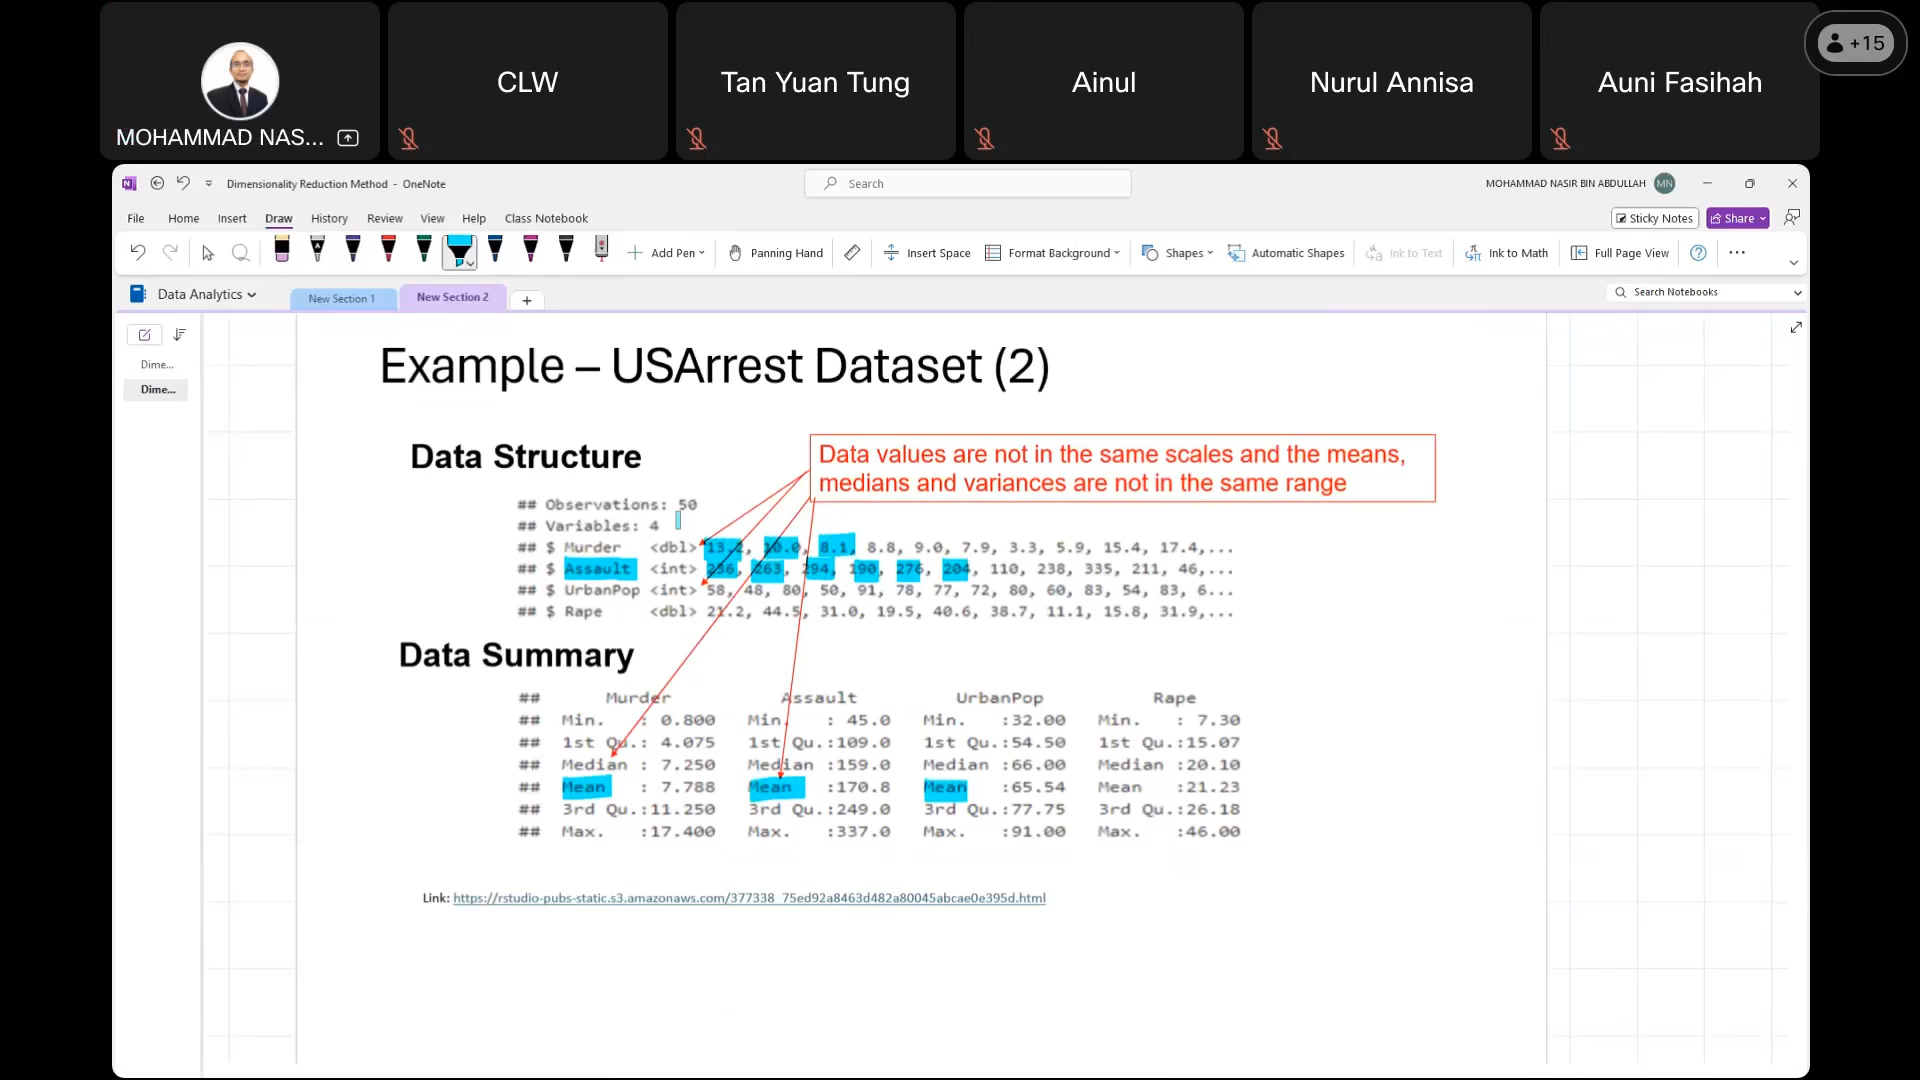 CLW
Tan Yuan Tung
Ainul
Nurul Annisa
Auni Fasihah
+15
MOHAMMAD NAS...
Dimensionality Reduction Method - OneNote
Search
MOHAMMAD NASIR BIN ABDULLAH
MN
File Home Insert Draw History Review View Help Class Notebook
Sticky Notes
Share
Add Pen
Panning Hand
Insert Space
Format Background
Shapes
Automatic Shapes
Ink to Text
Ink to Math
Full Page View
Data Analytics
New Section 1
New Section 2
Search Notebooks
Dime...
Dime...
Example – USArrest Dataset (2)
Data Structure
Data values are not in the same scales and the means,
medians and variances are not in the same range
## Observations: 50
## Variables: 4
## $ Murder <dbl> 13.2, 10.0, 8.1, 8.8, 9.0, 7.9, 3.3, 5.9, 15.4, 17.4,...
## $ Assault <int> 236, 263, 294, 190, 276, 204, 110, 238, 335, 211, 46,...
## $ UrbanPop <int> 58, 48, 80, 50, 91, 78, 77, 72, 80, 60, 83, 54, 83, 6...
## $ Rape <dbl> 21.2, 44.5, 31.0, 19.5, 40.6, 38.7, 11.1, 15.8, 31.9,...
Data Summary
## Murder Assault UrbanPop Rape
## Min. : 0.800 Min. : 45.0 Min. :32.00 Min. : 7.30
## 1st Qu.: 4.075 1st Qu.:109.0 1st Qu.:54.50 1st Qu.:15.07
## Median : 7.250 Median :159.0 Median :66.00 Median :20.10
## Mean : 7.788 Mean :170.8 Mean :65.54 Mean :21.23
## 3rd Qu.:11.250 3rd Qu.:249.0 3rd Qu.:77.75 3rd Qu.:26.18
## Max. :17.400 Max. :337.0 Max. :91.00 Max. :46.00
Link: https://rstudio-pubs-static.s3.amazonaws.com/377338_75ed92a8463d482a80045abcae0e395d.html